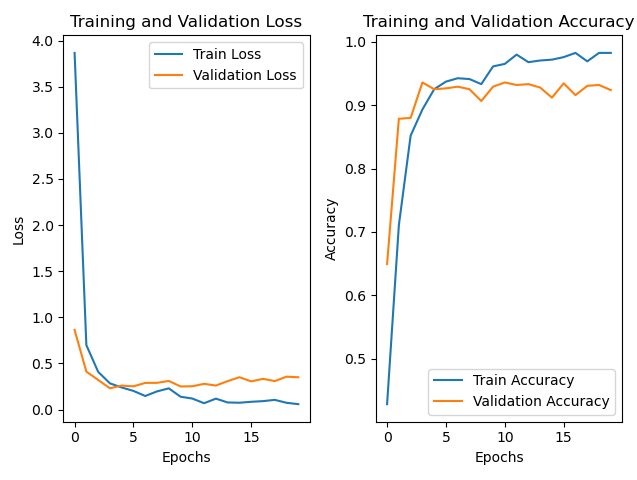 Training and Validation Loss
Train Loss
Validation Loss
4.0
3.5
3.0
2.5
2.0
1.5
1.0
0.5
0.0
Loss
0
5
10
15
Epochs
Training and Validation Accuracy
1.0
0.9
0.8
0.7
0.6
0.5
Accuracy
Train Accuracy
Validation Accuracy
0
5
10
15
Epochs